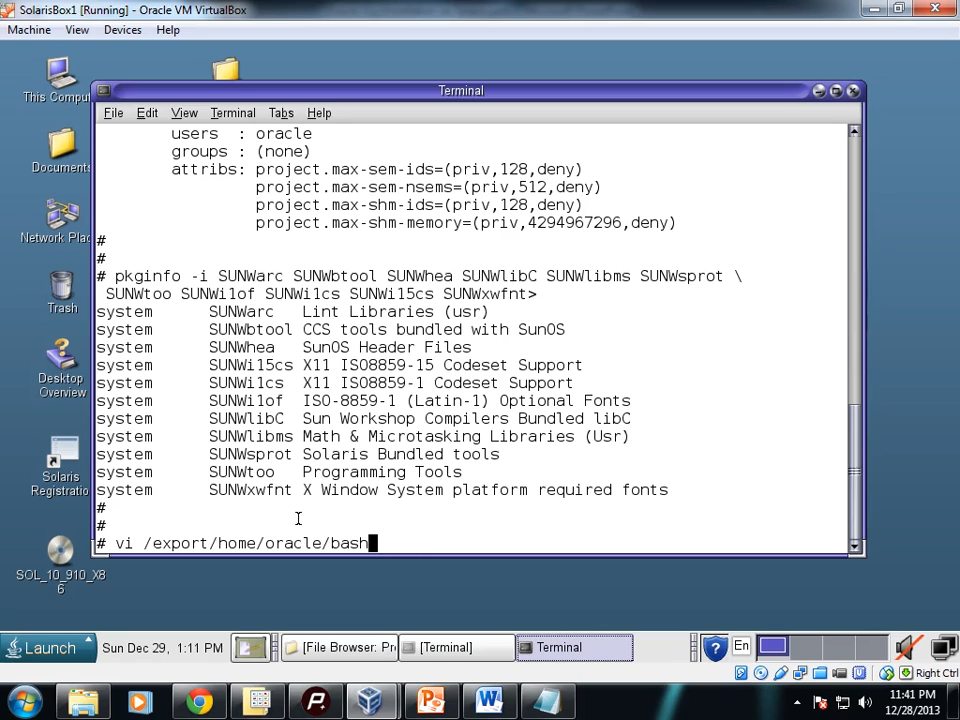 SolarisBox1 [Running] - Oracle VM VirtualBox
Machine View Devices Help
This Compu
Documents
Network Plac
Trash
Desktop
Overview
Solaris
Registratio
SOL_10_910_X8
6
Terminal
File Edit View Terminal Tabs Help
users : oracle
groups : (none)
attribs: project.max-sem-ids=(priv,128,deny)
project.max-sem-nsems=(priv,512,deny)
project.max-shm-ids=(priv,128,deny)
project.max-shm-memory=(priv,4294967296,deny)
#
#
# pkginfo -i SUNWarc SUNWbtool SUNWhea SUNWlibC SUNWlibms SUNWsprot \
SUNWtoo SUNWi1of SUNWi1cs SUNWi15cs SUNWxwfnt>
system SUNWarc Lint Libraries (usr)
system SUNWbtool CCS tools bundled with SunOS
system SUNWhea SunOS Header Files
system SUNWi15cs X11 ISO8859-15 Codeset Support
system SUNWi1cs X11 ISO8859-1 Codeset Support
system SUNWi1of ISO-8859-1 (Latin-1) Optional Fonts
system SUNWlibC Sun Workshop Compilers Bundled libC
system SUNWlibms Math & Microtasking Libraries (Usr)
system SUNWsprot Solaris Bundled tools
system SUNWtoo Programming Tools
system SUNWxwfnt X Window System platform required fonts
#
#
# vi /export/home/oracle/bash
Launch Sun Dec 29, 1:11 PM [File Browser: Pr [Terminal] Terminal En
Right Ctrl
11:41 PM
12/28/2013